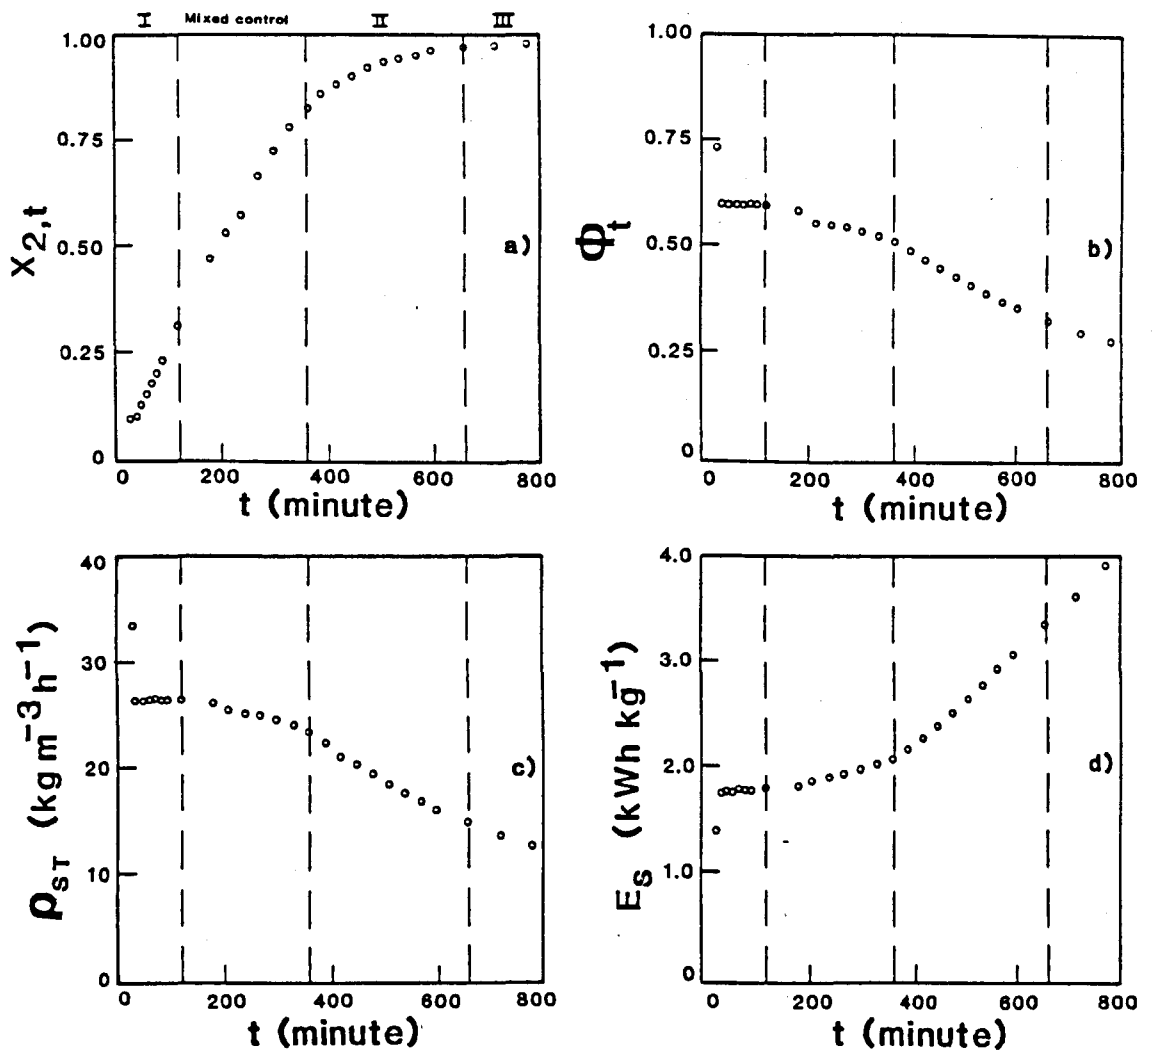 I Mixed control II III
1.00
0.75
0.50
0.25
0
X2,t
a)
0 200 400 600 800
t (minute)
1.00
0.75
0.50
0.25
0
Φt
b)
0 200 400 600 800
t (minute)
40
30
20
10
0
ρST (kg m−3 h−1)
c)
0 200 400 600 800
t (minute)
4.0
3.0
2.0
1.0
0.0
ES (kWh kg−1)
d)
0 200 400 600 800
t (minute)